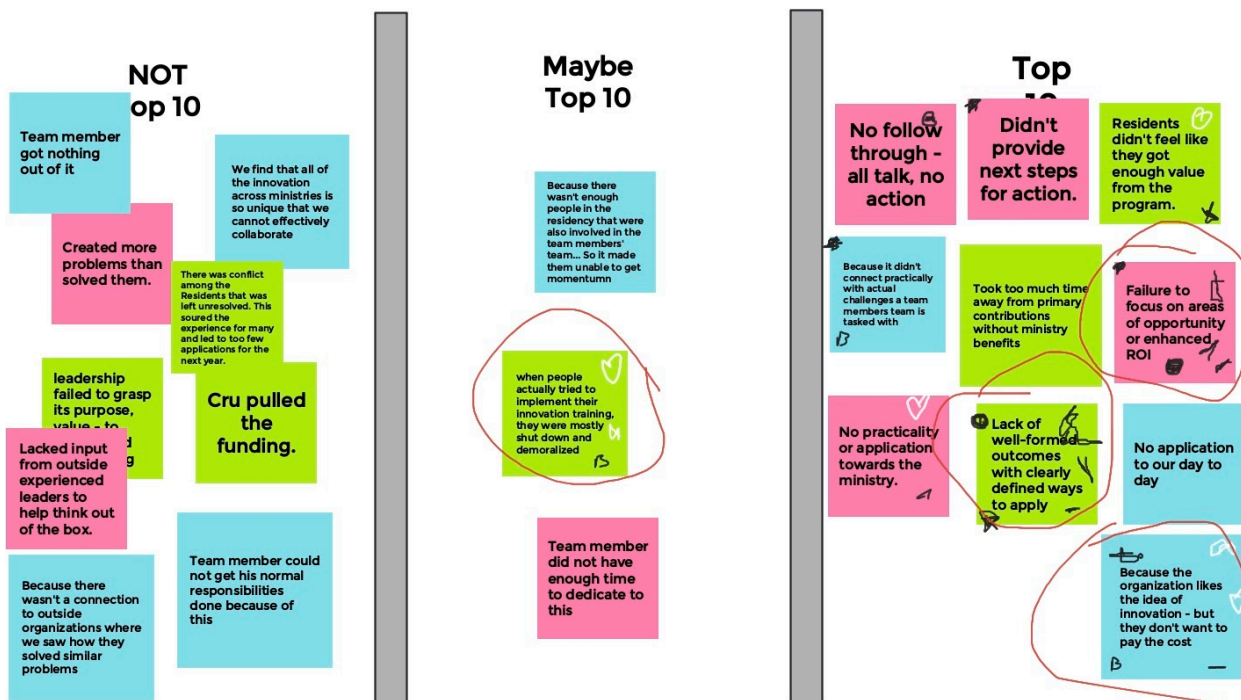 NOT
op 10
Team member
got nothing
out of it
We find that all of
the innovation
across ministries is
so unique that we
cannot effectively
collaborate
Created more
problems than
solved them.
There was conflict
among the
Residents that was
left unresolved. This
soured the
experience for many
and led to too few
applications for the
next year.
leadership
failed to grasp
its purpose,
Cru pulled
the
funding.
Lacked input
from outside
experienced
leaders to
help think out
of the box.
Because there
wasn't a connection
to outside
organizations where
we saw how they
solved similar
problems
Team member could
not get his normal
responsibilities
done because of
this
Maybe
Top 10
Because there
wasn't enough
people in the
residency that were
also involved in the
team members'
team... So it made
them unable to get
momentumn
when people
actually tried to
implement their
innovation training,
they were mostly
shut down and
demoralized
B
Team member
did not have
enough time
to dedicate to
this
Top
No follow
through -
all talk, no
action
Didn't
provide
next steps
for action.
Residents
didn't feel like
they got
enough value
from the
program.
Because it didn't
connect practically
with actual
challenges a team
members team is
tasked with
B
Took too much time
away from primary
contributions
without ministry
benefits
Failure to
focus on areas
of opportunity
or enhanced
ROI
No practicality
or application
towards the
ministry.
Lack of
well-formed
outcomes
with clearly
defined ways
to apply
No application
to our day to
day
Because the
organization likes
the idea of
innovation - but
they don't want to
pay the cost
B